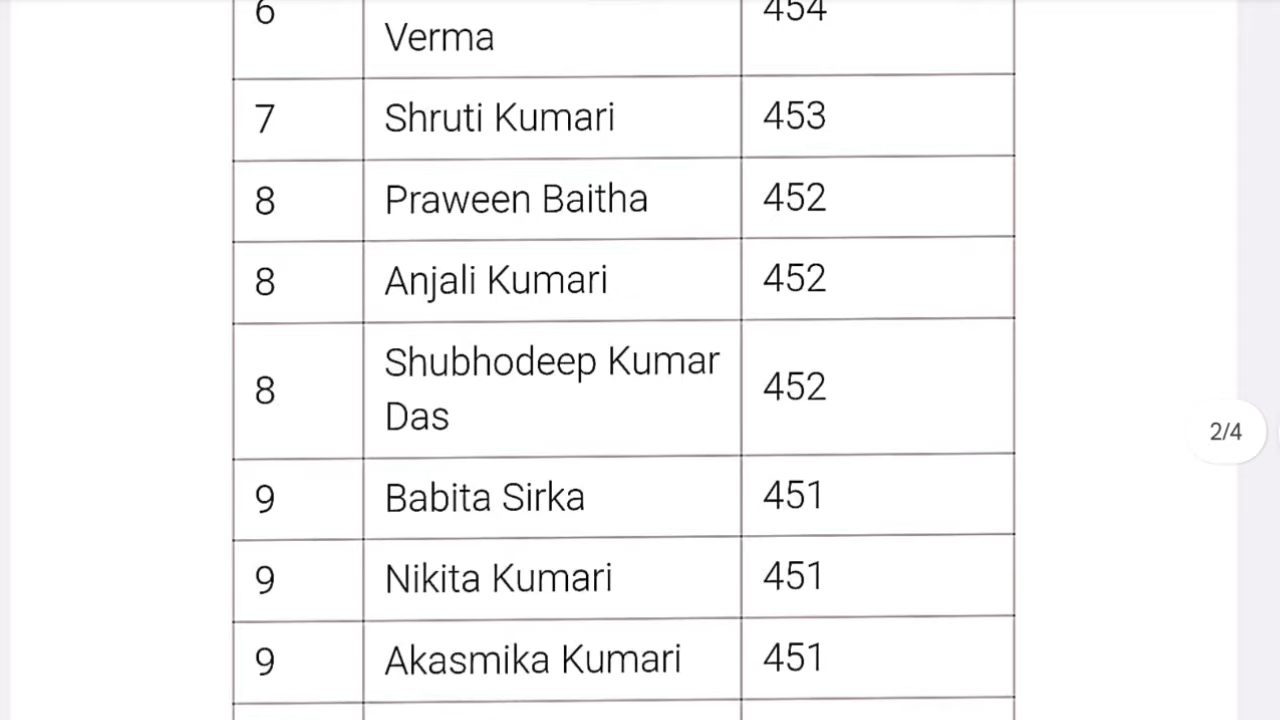 6 454
Verma
7 Shruti Kumari 453
8 Praween Baitha 452
8 Anjali Kumari 452
8 Shubhodeep Kumar 452
Das
9 Babita Sirka 451
9 Nikita Kumari 451
9 Akasmika Kumari 451
2/4